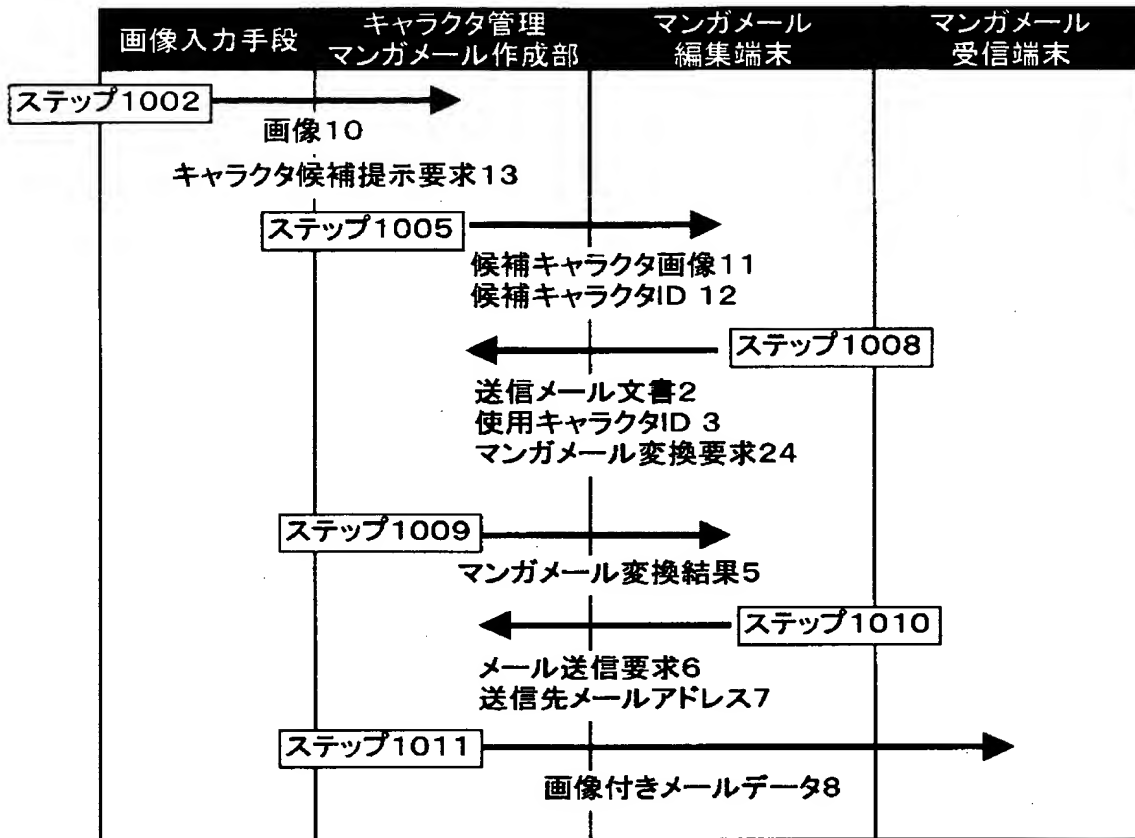 画像入力手段
キャラクタ管理
マンガメール作成部
マンガメール
編集端末
マンガメール
受信端末
ステップ1002
画像10
キャラクタ候補提示要求13
ステップ1005
候補キャラクタ画像11
候補キャラクタID 12
ステップ1008
送信メール文書2
使用キャラクタID 3
マンガメール変換要求24
ステップ1009
マンガメール変換結果5
ステップ1010
メール送信要求6
送信先メールアドレス7
ステップ1011
画像付きメールデータ8